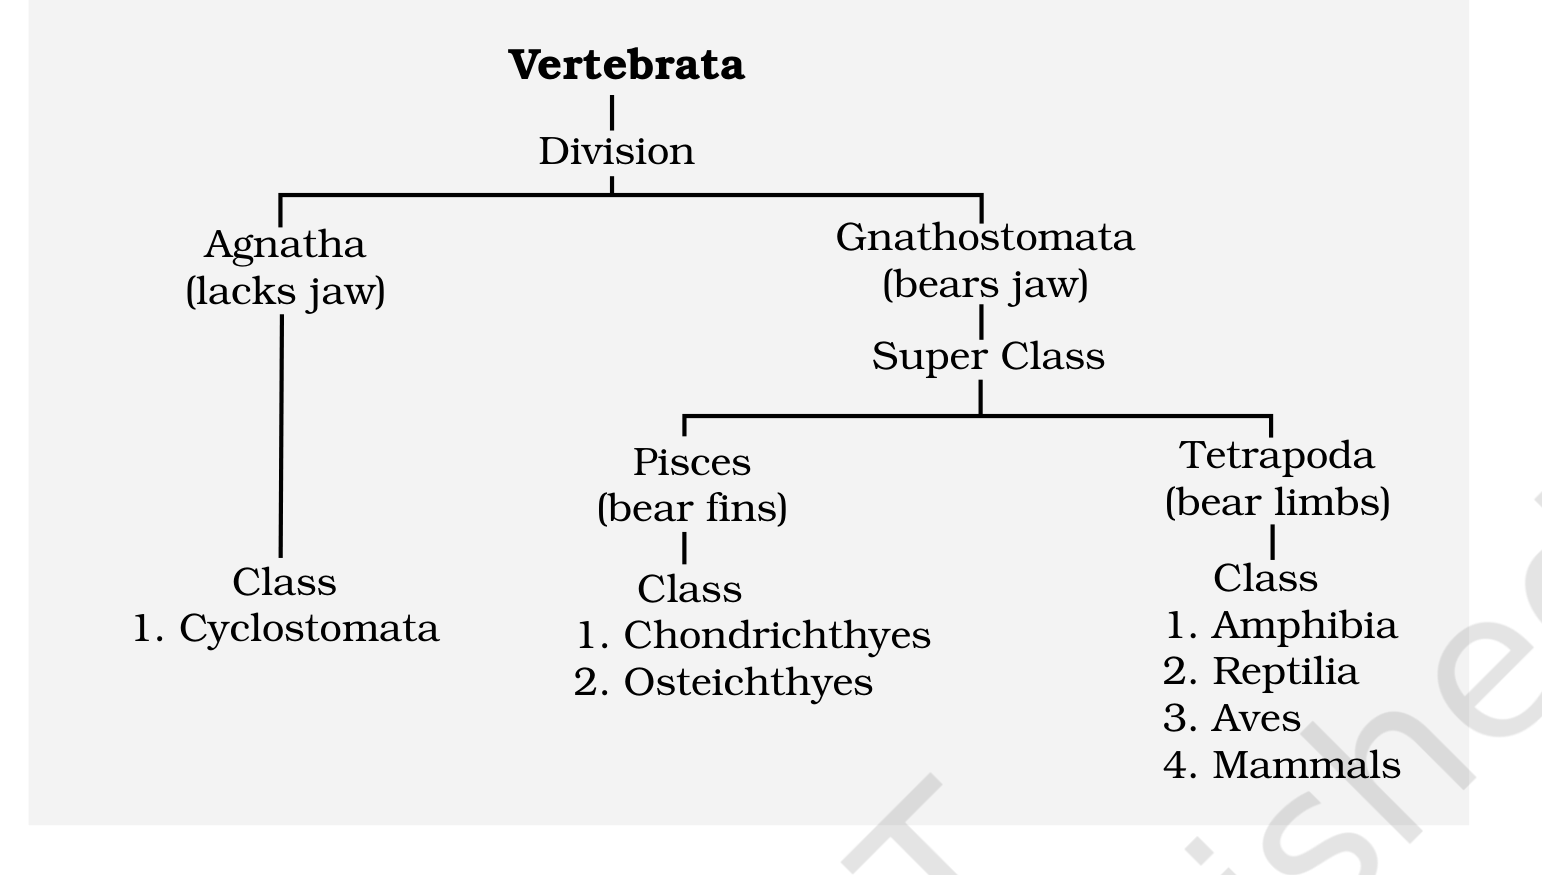 Vertebrata
Division
Agnatha
(lacks jaw)
Gnathostomata
(bears jaw)
Super Class
Pisces
(bear fins)
Tetrapoda
(bear limbs)
Class
1. Cyclostomata
Class
1. Chondrichthyes
2. Osteichthyes
Class
1. Amphibia
2. Reptilia
3. Aves
4. Mammals